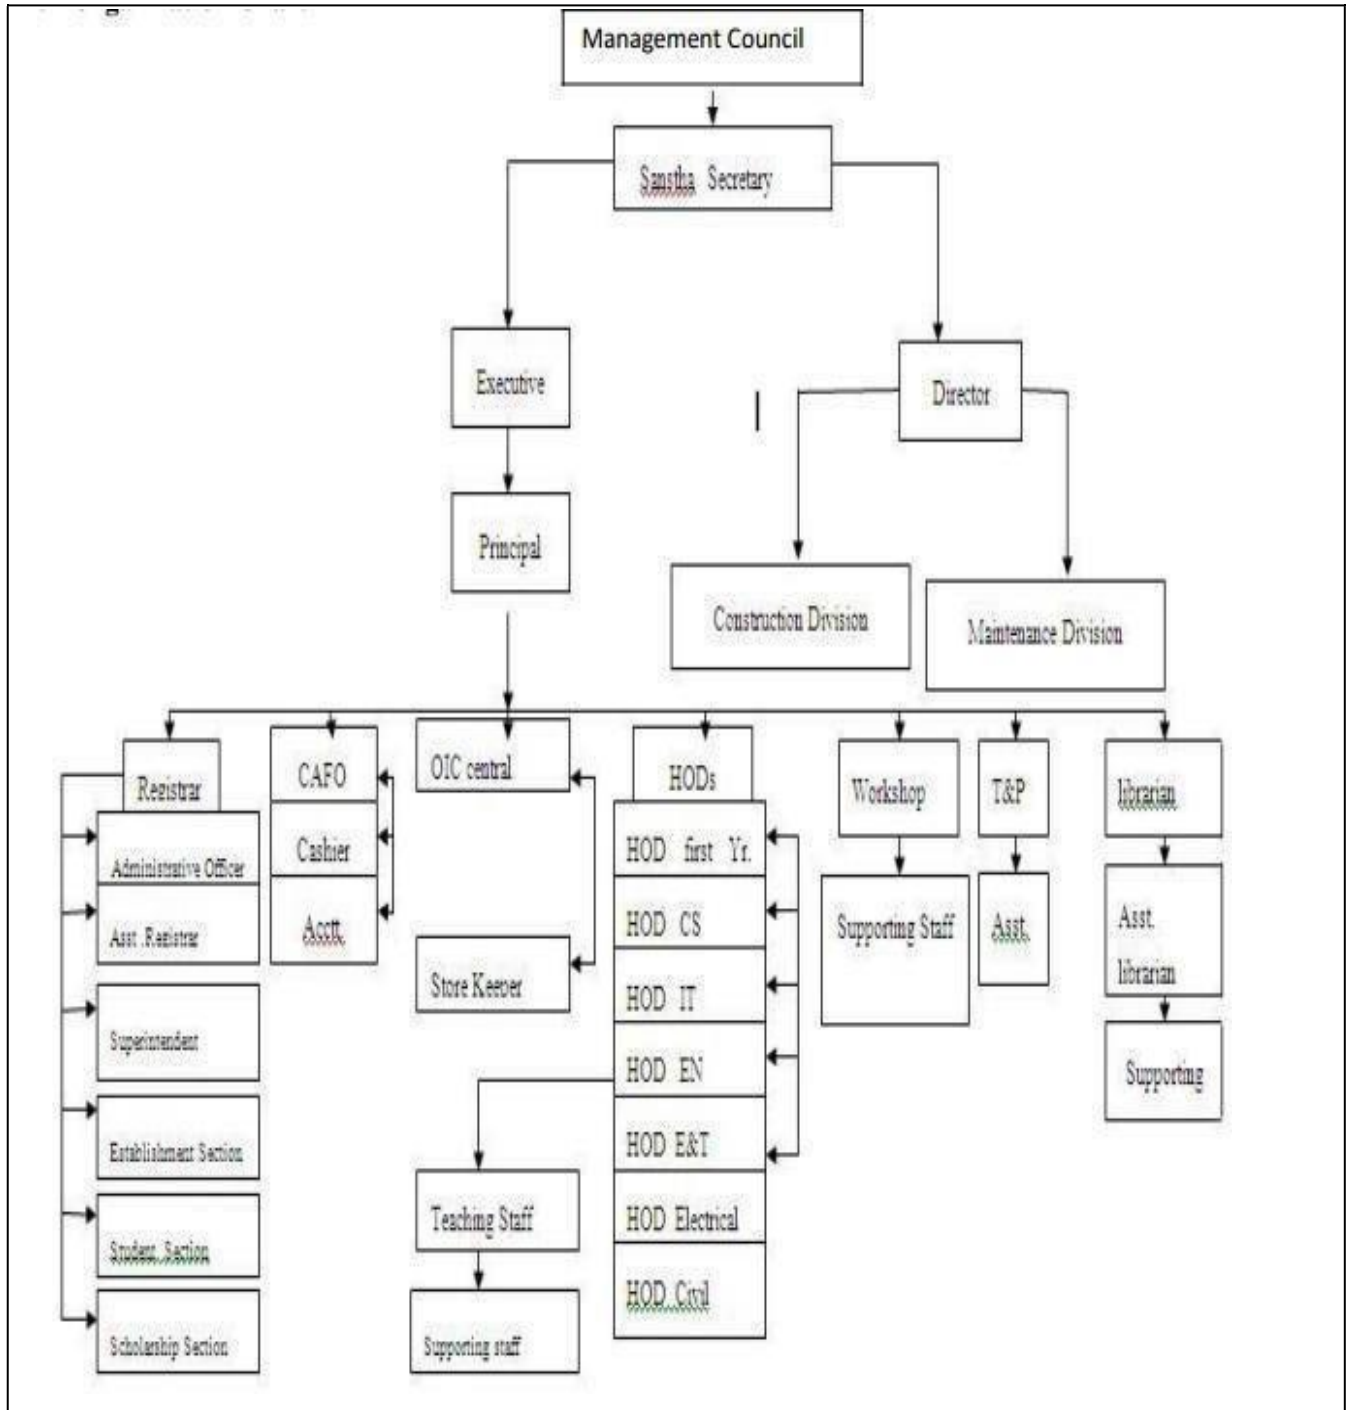 Management Council
Sanstha Secretary
Executive
Director
Principal
Construction Division
Maintenance Division
Registrar
CAFO
OIC central
HODs
Workshop
T&P
librarian
Administrative Officer
Cashier
HOD first Yr.
Asst .Registrar
Acctt.
HOD CS
Supporting Staff
Asst.
Asst.
librarian
Store Keeper
HOD IT
Superintendent
HOD EN
Supporting
Establishment Section
HOD E&T
Teaching Staff
HOD Electrical
Student Section
HOD Civil
Scholarship Section
Supporting staff